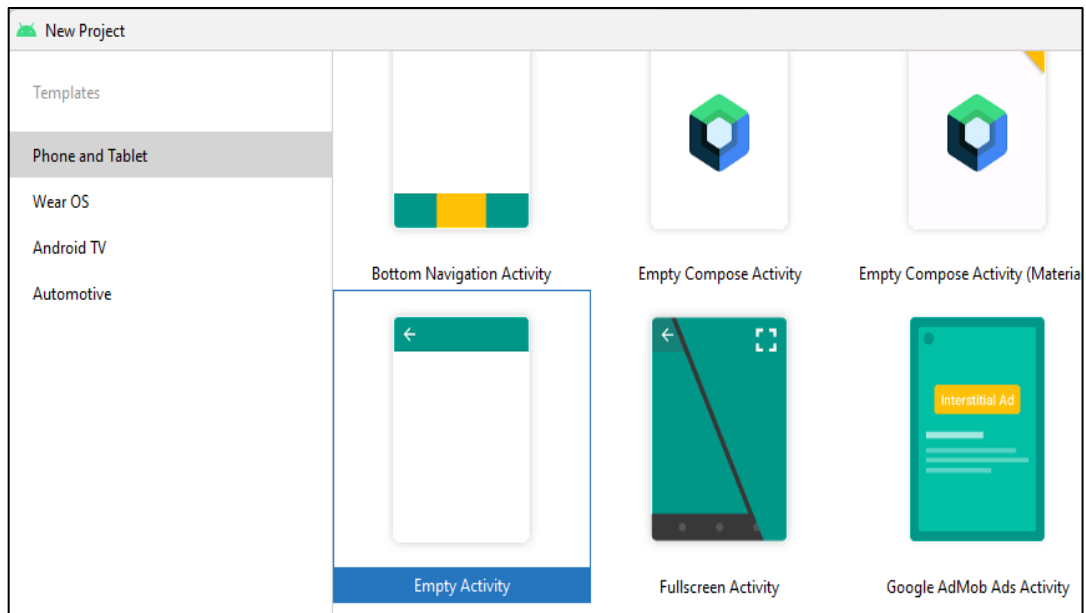 New Project
Templates
Phone and Tablet
Wear OS
Android TV
Automotive
Bottom Navigation Activity
Empty Compose Activity
Empty Compose Activity (Materia
Interstitial Ad
Empty Activity
Fullscreen Activity
Google AdMob Ads Activity